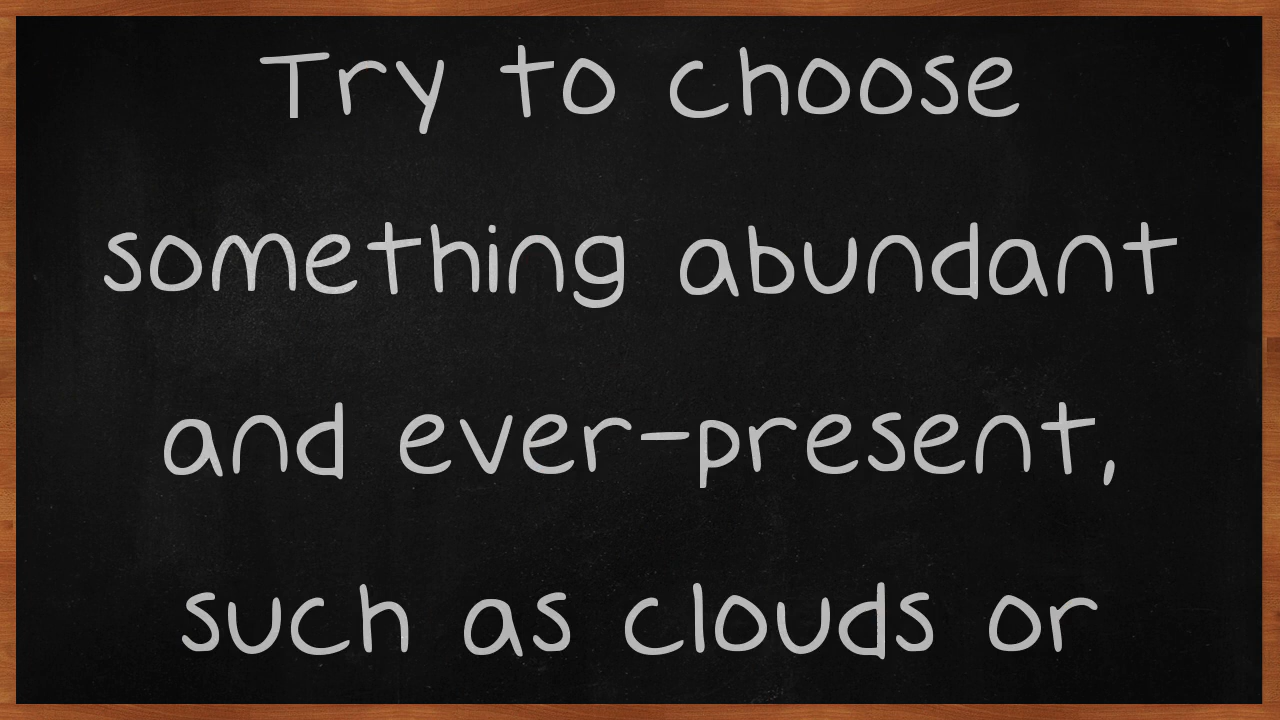 Try to choose
something abundant
and ever-present,
such as clouds or